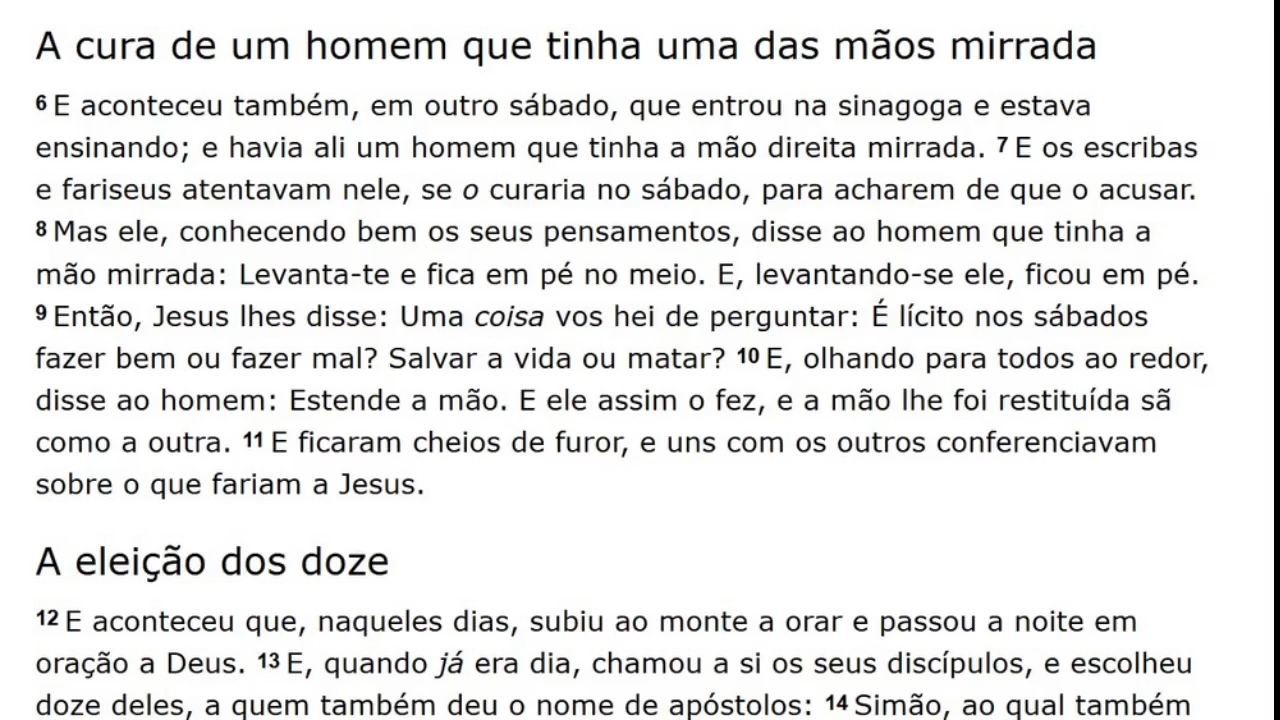 A cura de um homem que tinha uma das mãos mirrada
6 E aconteceu também, em outro sábado, que entrou na sinagoga e estava
ensinando; e havia ali um homem que tinha a mão direita mirrada. 7 E os escribas
e fariseus atentavam nele, se o curaria no sábado, para acharem de que o acusar.
8 Mas ele, conhecendo bem os seus pensamentos, disse ao homem que tinha a
mão mirrada: Levanta-te e fica em pé no meio. E, levantando-se ele, ficou em pé.
9 Então, Jesus lhes disse: Uma coisa vos hei de perguntar: É lícito nos sábados
fazer bem ou fazer mal? Salvar a vida ou matar? 10 E, olhando para todos ao redor,
disse ao homem: Estende a mão. E ele assim o fez, e a mão lhe foi restituída sã
como a outra. 11 E ficaram cheios de furor, e uns com os outros conferenciavam
sobre o que fariam a Jesus.
A eleição dos doze
12 E aconteceu que, naqueles dias, subiu ao monte a orar e passou a noite em
oração a Deus. 13 E, quando já era dia, chamou a si os seus discípulos, e escolheu
doze deles, a quem também deu o nome de apóstolos: 14 Simão, ao qual também